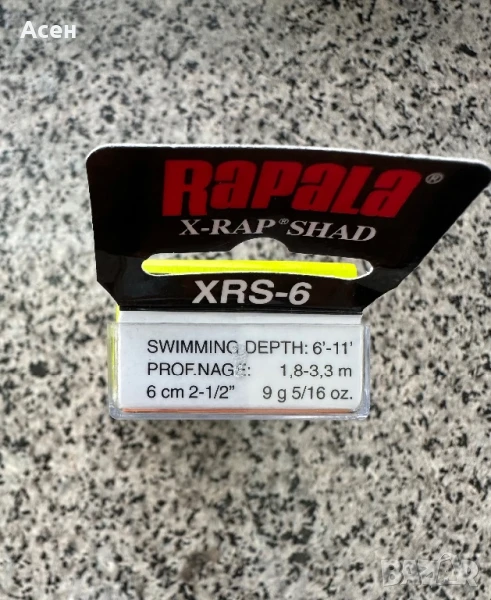 Асен
Rapala®
X-RAP® SHAD
XRS-6
SWIMMING DEPTH: 6'-11'
PROF.NAGE: 1,8-3,3 m
6 cm 2-1/2" 9 g 5/16 oz.
BAZAR